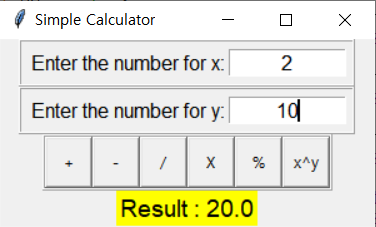 Simple Calculator
Enter the number for x: 2
Enter the number for y: 10
+ - / X % x^y
Result : 20.0